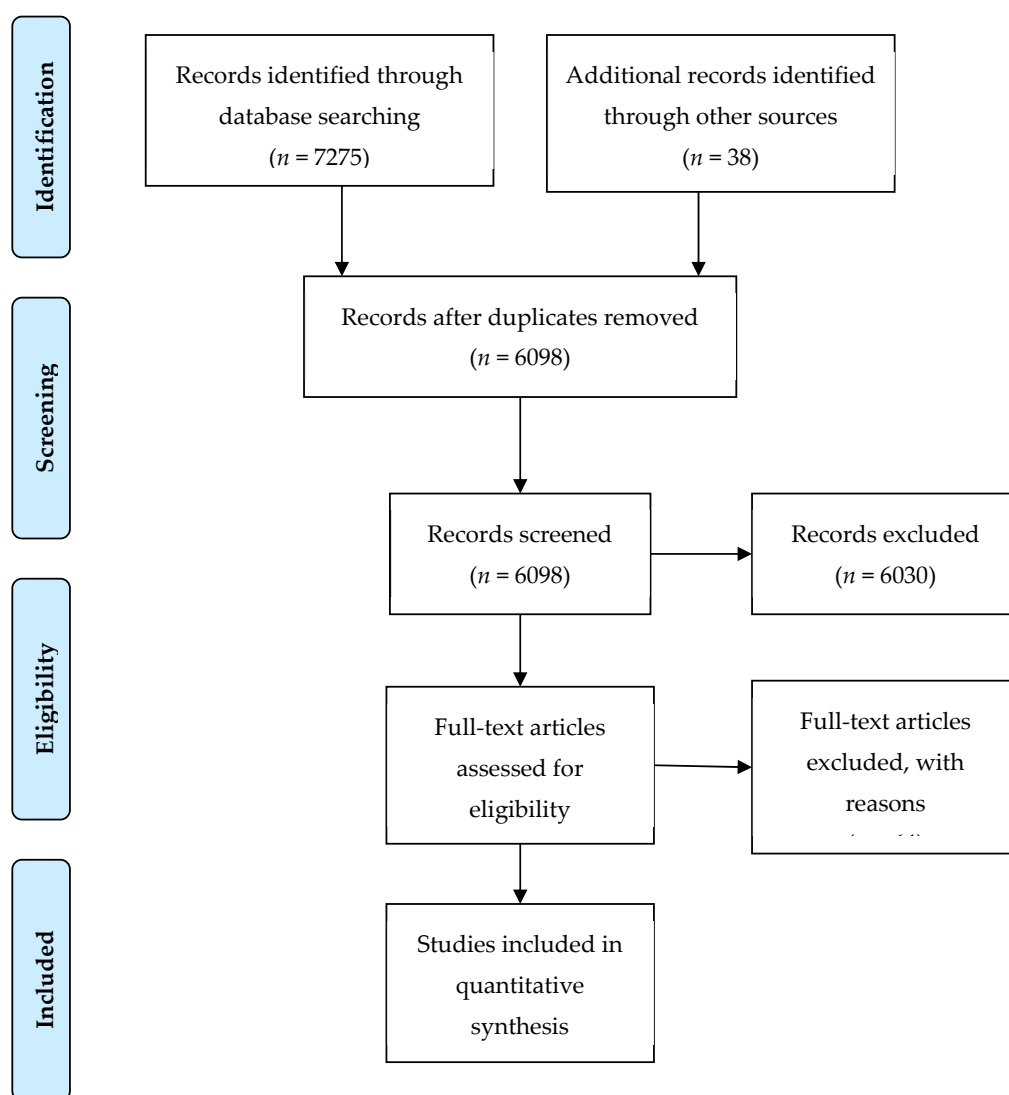 Identification
Records identified through
database searching
(n = 7275)
Additional records identified
through other sources
(n = 38)
Records after duplicates removed
(n = 6098)
Screening
Records screened
(n = 6098)
Records excluded
(n = 6030)
Eligibility
Full-text articles
assessed for
eligibility
Full-text articles
excluded, with
reasons
Included
Studies included in
quantitative
synthesis